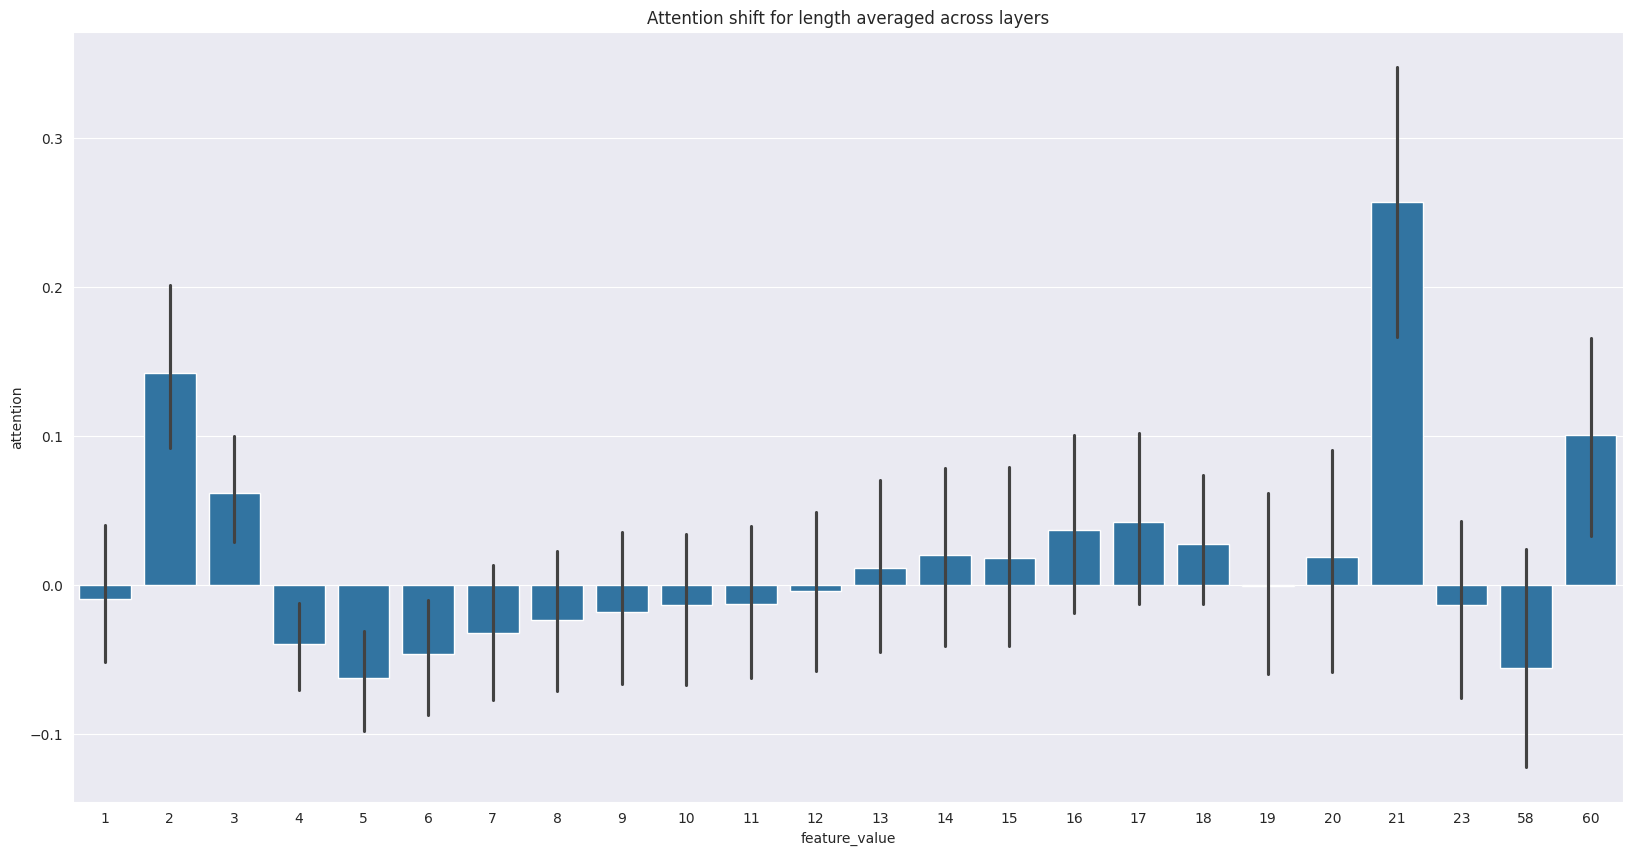 Attention shift for length averaged across layers
attention
0.3
0.2
0.1
0.0
−0.1
1 2 3 4 5 6 7 8 9 10 11 12 13 14 15 16 17 18 19 20 21 23 58 60
feature_value